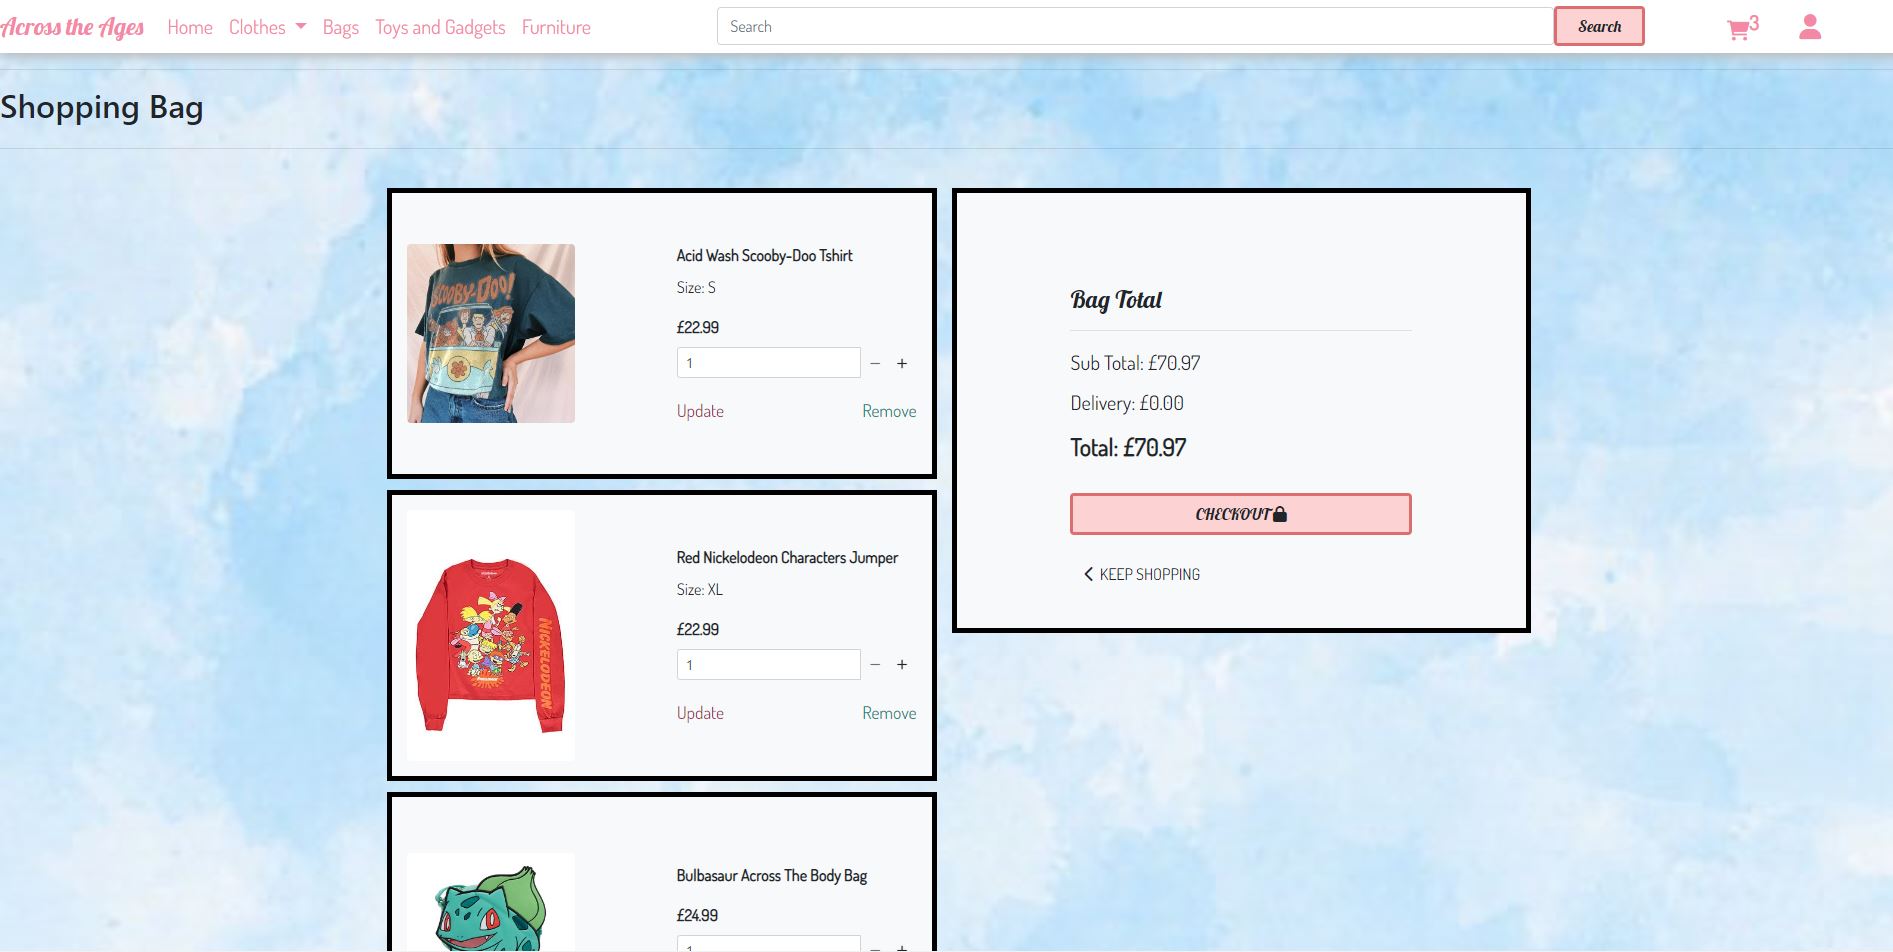 Across the Ages Home Clothes Bags Toys and Gadgets Furniture Search Search 3
Shopping Bag
SCOOBY-DOO!
Acid Wash Scooby-Doo Tshirt
Size: S
£22.99
1 − +
Update Remove
NICKELODEON
Red Nickelodeon Characters Jumper
Size: XL
£22.99
1 − +
Update Remove
Bulbasaur Across The Body Bag
£24.99
1 − +
Bag Total
Sub Total: £70.97
Delivery: £0.00
Total: £70.97
CHECKOUT
KEEP SHOPPING